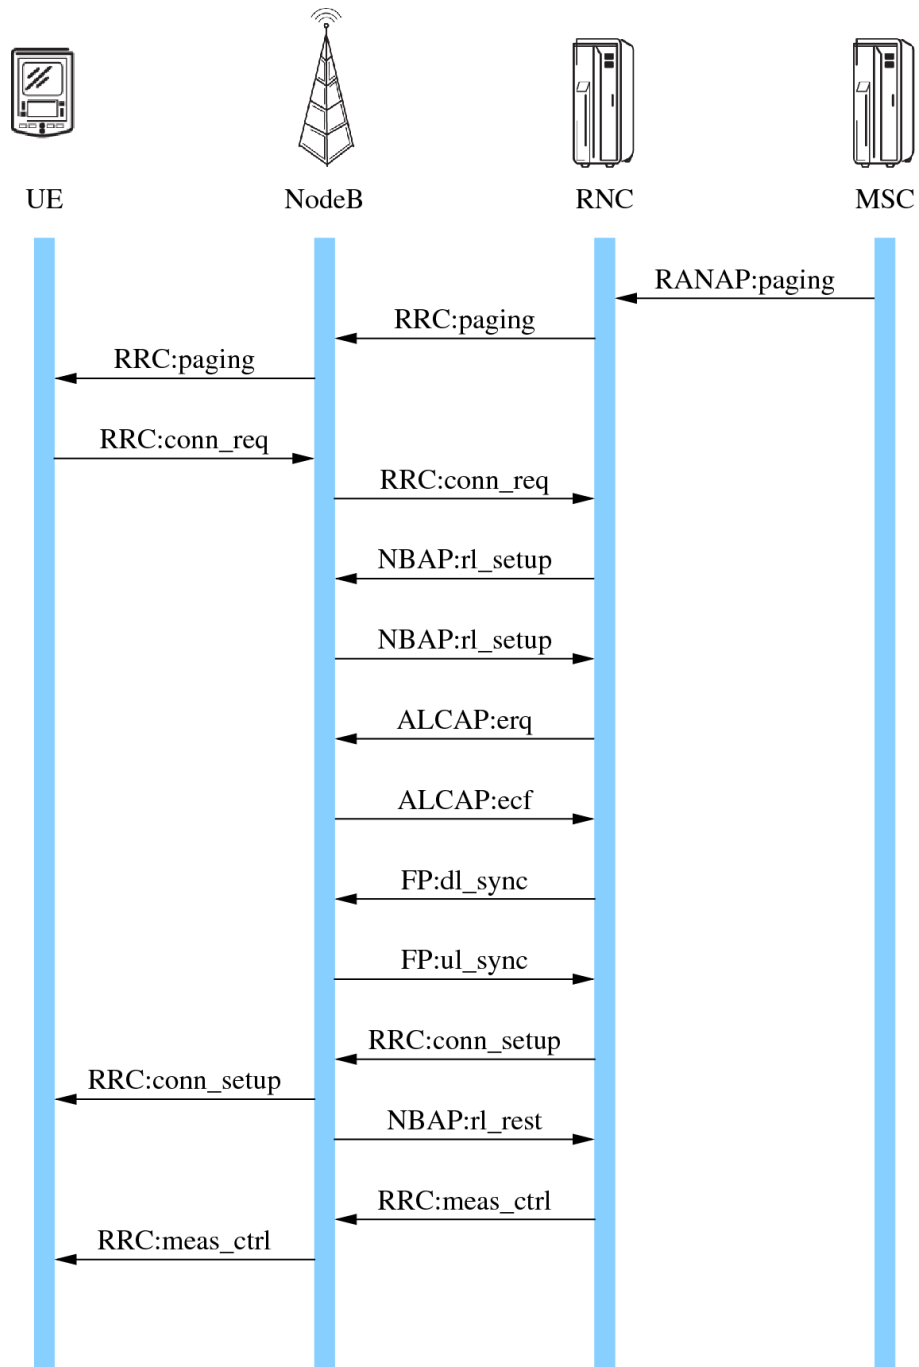 UE
NodeB
RNC
MSC
RANAP:paging
RRC:paging
RRC:paging
RRC:conn_req
RRC:conn_req
NBAP:rl_setup
NBAP:rl_setup
ALCAP:erq
ALCAP:ecf
FP:dl_sync
FP:ul_sync
RRC:conn_setup
RRC:conn_setup
NBAP:rl_rest
RRC:meas_ctrl
RRC:meas_ctrl